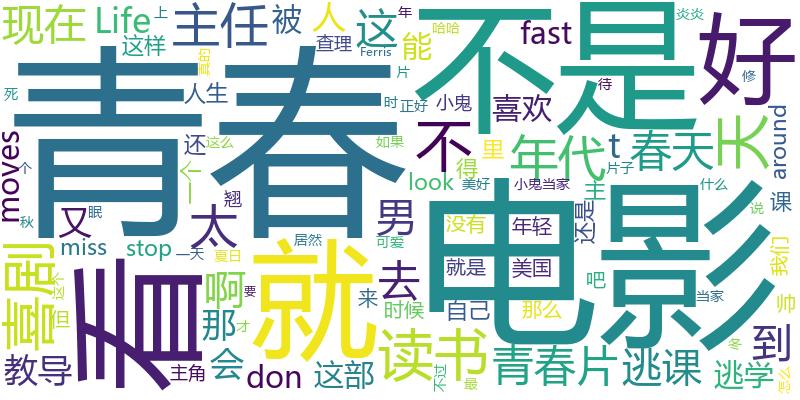 现在
Life
上
主任
被
人
这
年
哈哈
不是
炎炎
好
这样
查理
能
Ferris
fast
片
真的
青春
死
人生
时
正好
小鬼
喜欢
待
修
moves
还
这么
如果
不
得
里
年代
t
春天
天
around
个
一个
look
美好
小鬼当家
片子
什么
主
课
秋
眠
又
太
翘
男
没有
年轻
还是
说
miss
stop
一天
居然
夏日
可爱
电影
我们
喜剧
看
就
去
就是
美国
吧
这个
但
啊
要
来
时候
自己
那么
当家
帅
那
才
到
教导
主角
会
don
这部
读书
不过
最
青春片
逃课
逃学
冬
怎么